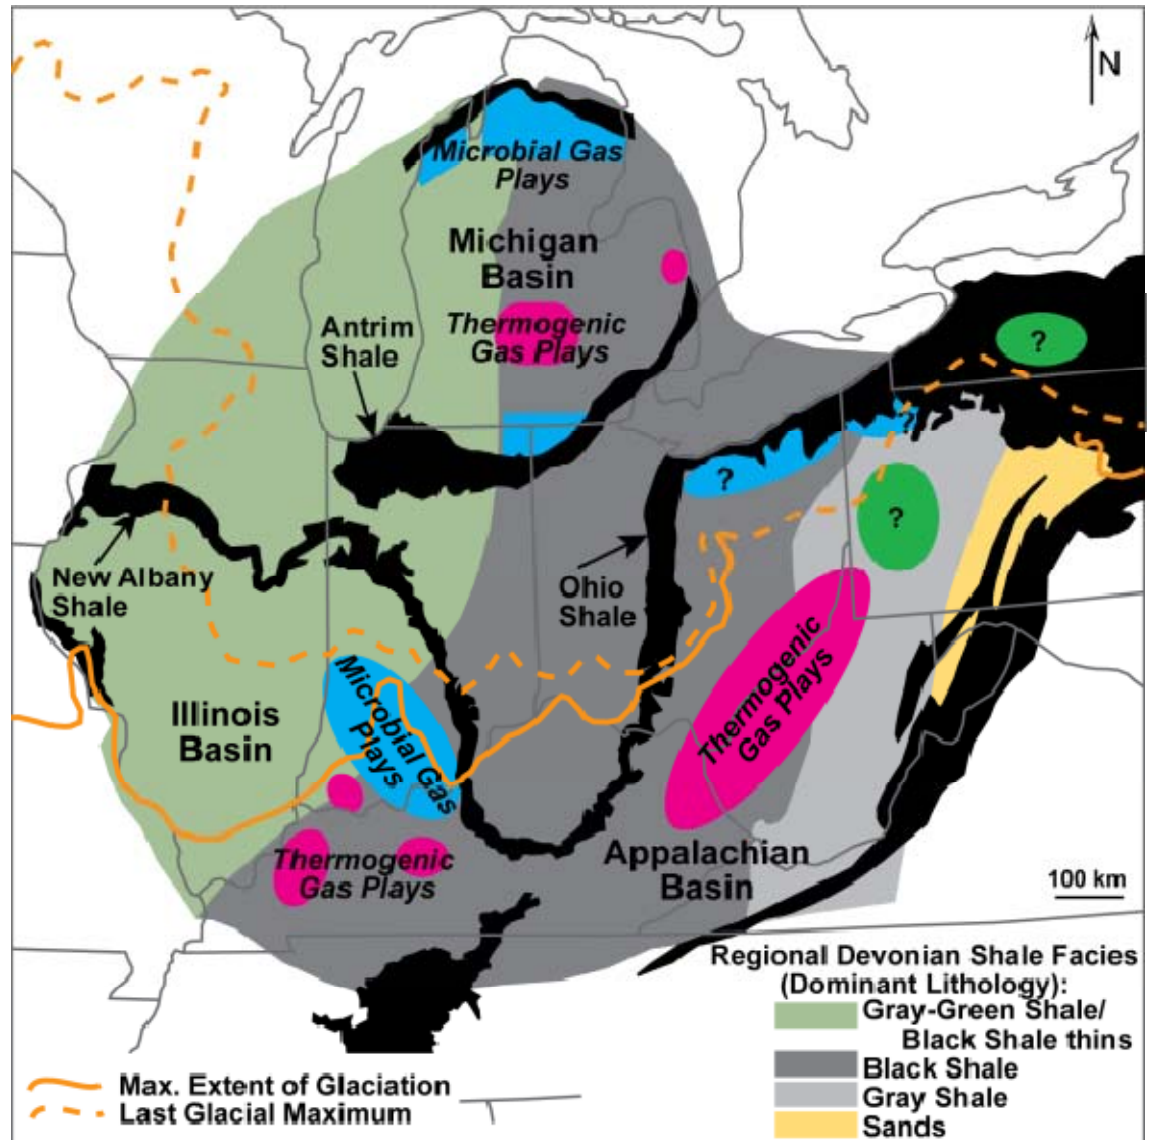 N
Microbial Gas
Plays
Michigan
Basin
Antrim
Shale
Thermogenic
Gas Plays
?
?
?
?
New Albany
Shale
Ohio
Shale
Illinois
Basin
Microbial Gas
Plays
Thermogenic
Gas Plays
Thermogenic
Gas Plays
Appalachian
Basin
100 km
Regional Devonian Shale Facies
(Dominant Lithology):
Gray-Green Shale/
Black Shale thins
Black Shale
Gray Shale
Sands
Max. Extent of Glaciation
Last Glacial Maximum